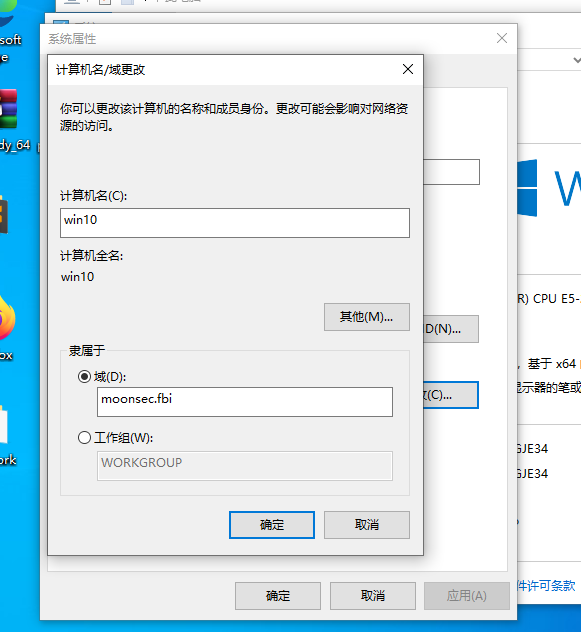 soft
e
dy_64
ox
ork
系统属性
计算机名/域更改
你可以更改该计算机的名称和成员身份。更改可能会影响对网络资
源的访问。
计算机名(C):
win10
计算机全名:
win10
其他(M)...
D(N)...
隶属于
域(D):
moonsec.fbi
(C)...
工作组(W):
WORKGROUP
确定
取消
确定
取消
应用(A)
W
R) CPU E5-
，基于 x64
显示器的笔或
GJE34
GJE34
件许可条款